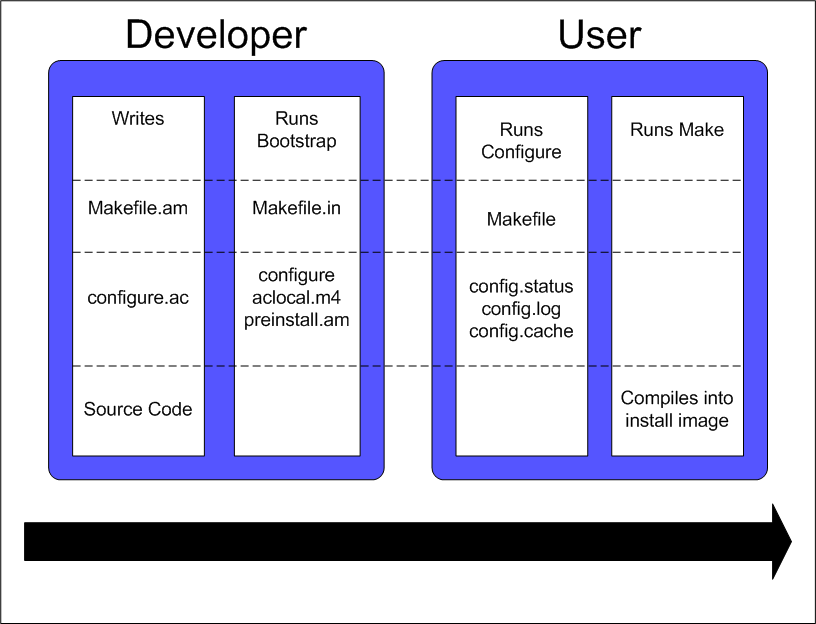 Developer
User
Writes
Runs
Bootstrap
Runs
Configure
Runs Make
Makefile.am
Makefile.in
Makefile
configure.ac
configure
aclocal.m4
preinstall.am
config.status
config.log
config.cache
Source Code
Compiles into
install image